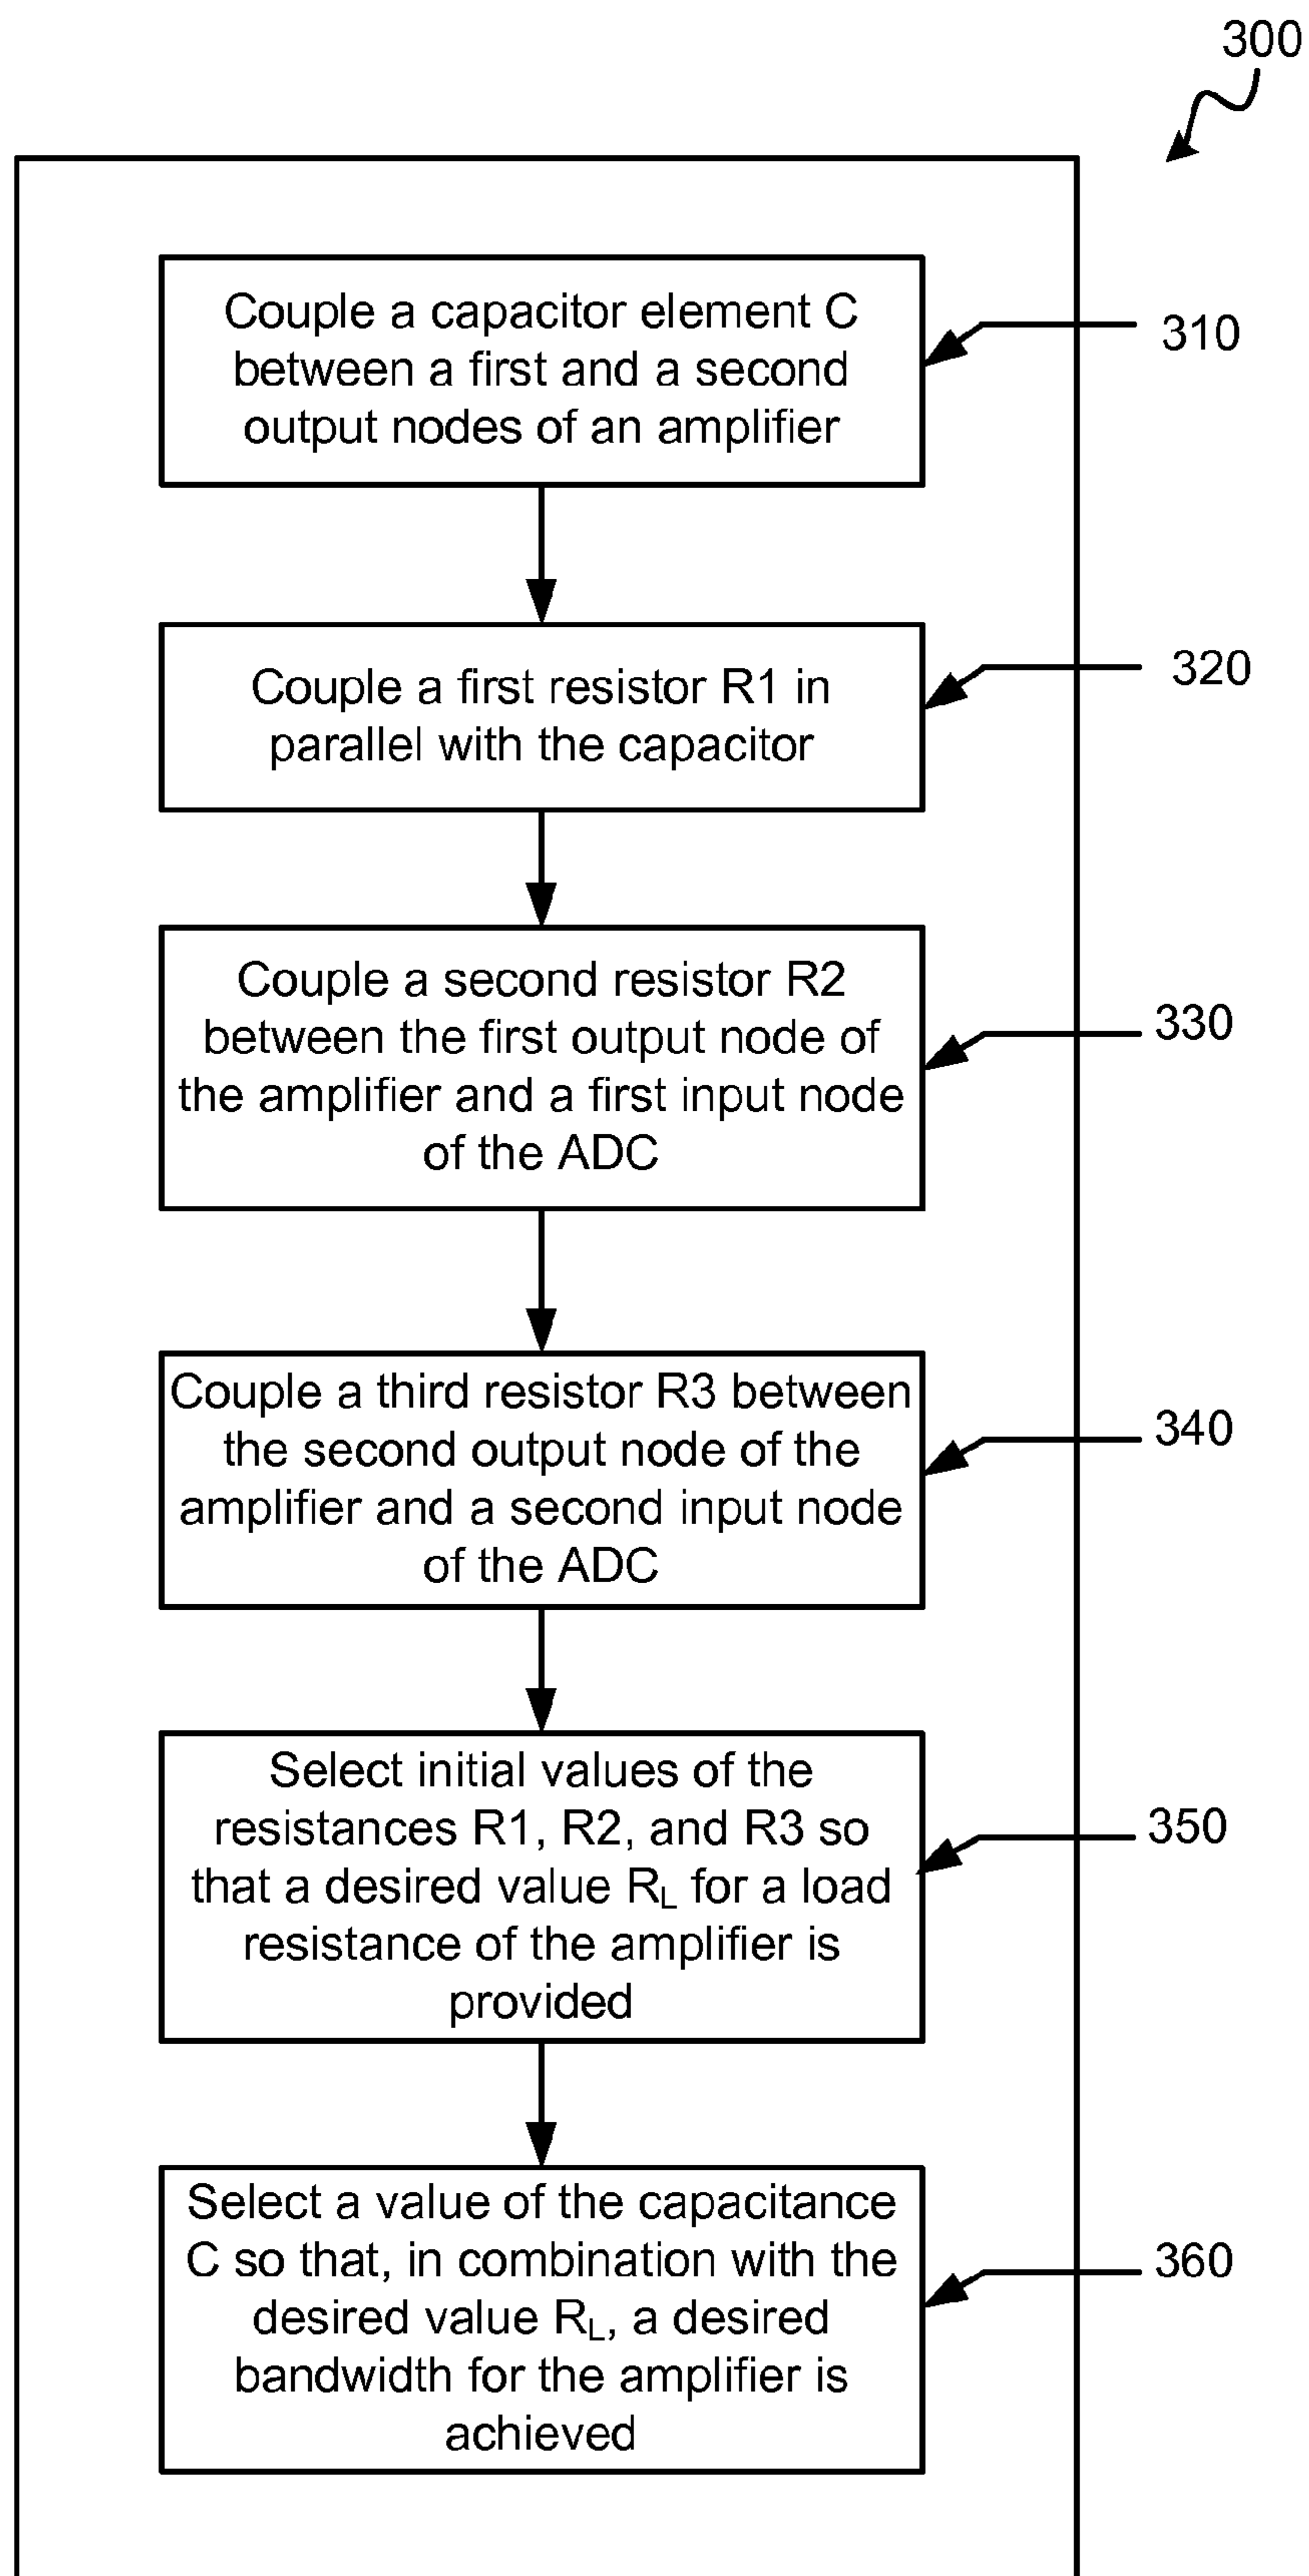 300
Couple a capacitor element C
between a first and a second
output nodes of an amplifier
310
Couple a first resistor R1 in
parallel with the capacitor
320
Couple a second resistor R2
between the first output node of
the amplifier and a first input node
of the ADC
330
Couple a third resistor R3 between
the second output node of the
amplifier and a second input node
of the ADC
340
Select initial values of the
resistances R1, R2, and R3 so
that a desired value RL for a load
resistance of the amplifier is
provided
350
Select a value of the capacitance
C so that, in combination with the
desired value RL, a desired
bandwidth for the amplifier is
achieved
360